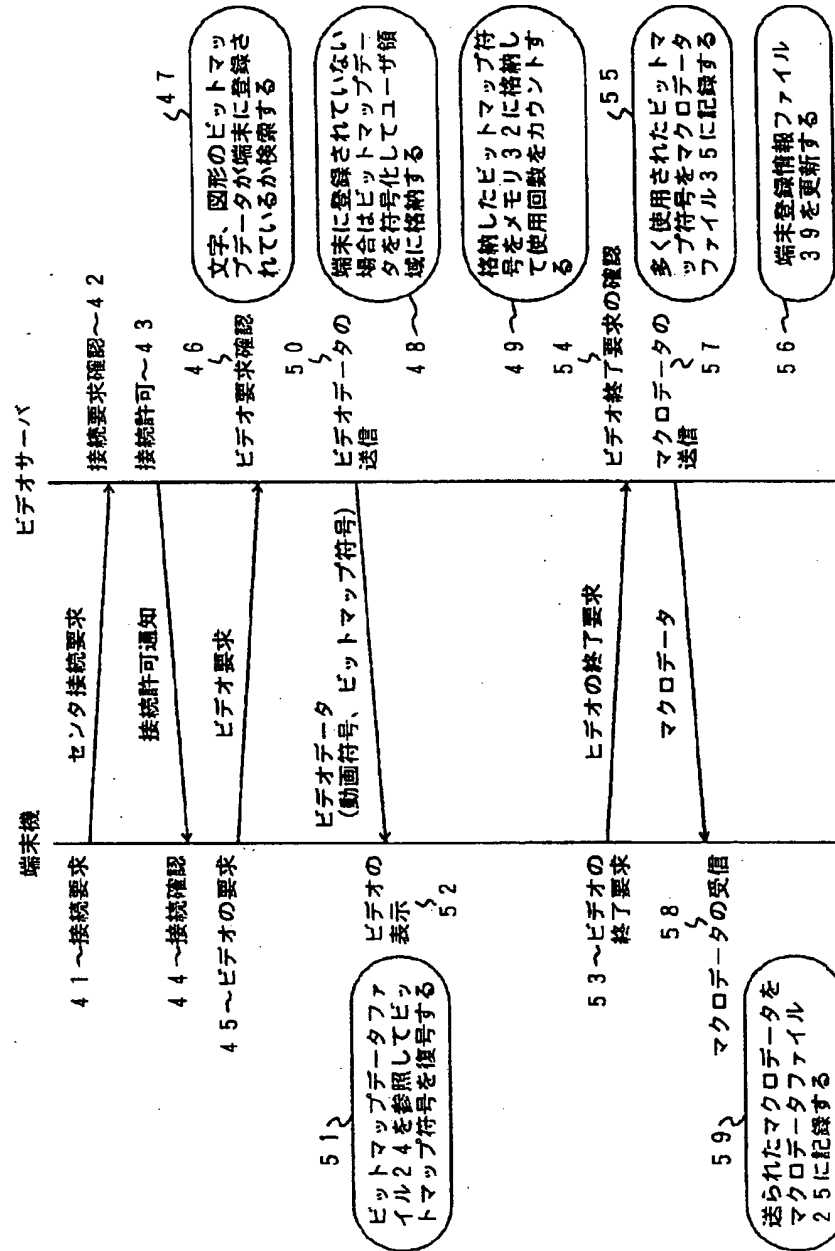 端末機
ビデオサーバ
41～接続要求
センタ接続要求
接続要求確認～42
接続許可～43
接続許可通知
44～接続確認
45～ビデオの要求
ビデオ要求
46
ビデオ要求確認
47
文字、図形のビットマッ
プデータが端末に登録さ
れているか検索する
端末に登録されていない
場合はビットマップデー
タを符号化してユーザ領
域に格納する
48
格納したビットマップ符
号をメモリ32に格納し
て使用回数をカウントす
る
49
50
ビデオデータの
送信
ビデオデータ
(動画符号、ビットマップ符号)
51
ビットマップデータファ
イル24を参照してビッ
トマップ符号を復号する
ビデオの
表示
52
53～ビデオの
終了要求
ビデオの終了要求
54
ビデオ終了要求の確認
55
多く使用されたビットマ
ップ符号をマクロデータ
ファイル35に記録する
端末登録情報ファイル
39を更新する
56
マクロデータの
送信
57
マクロデータ
58
マクロデータの受信
59
送られたマクロデータを
マクロデータファイル
25に記録する